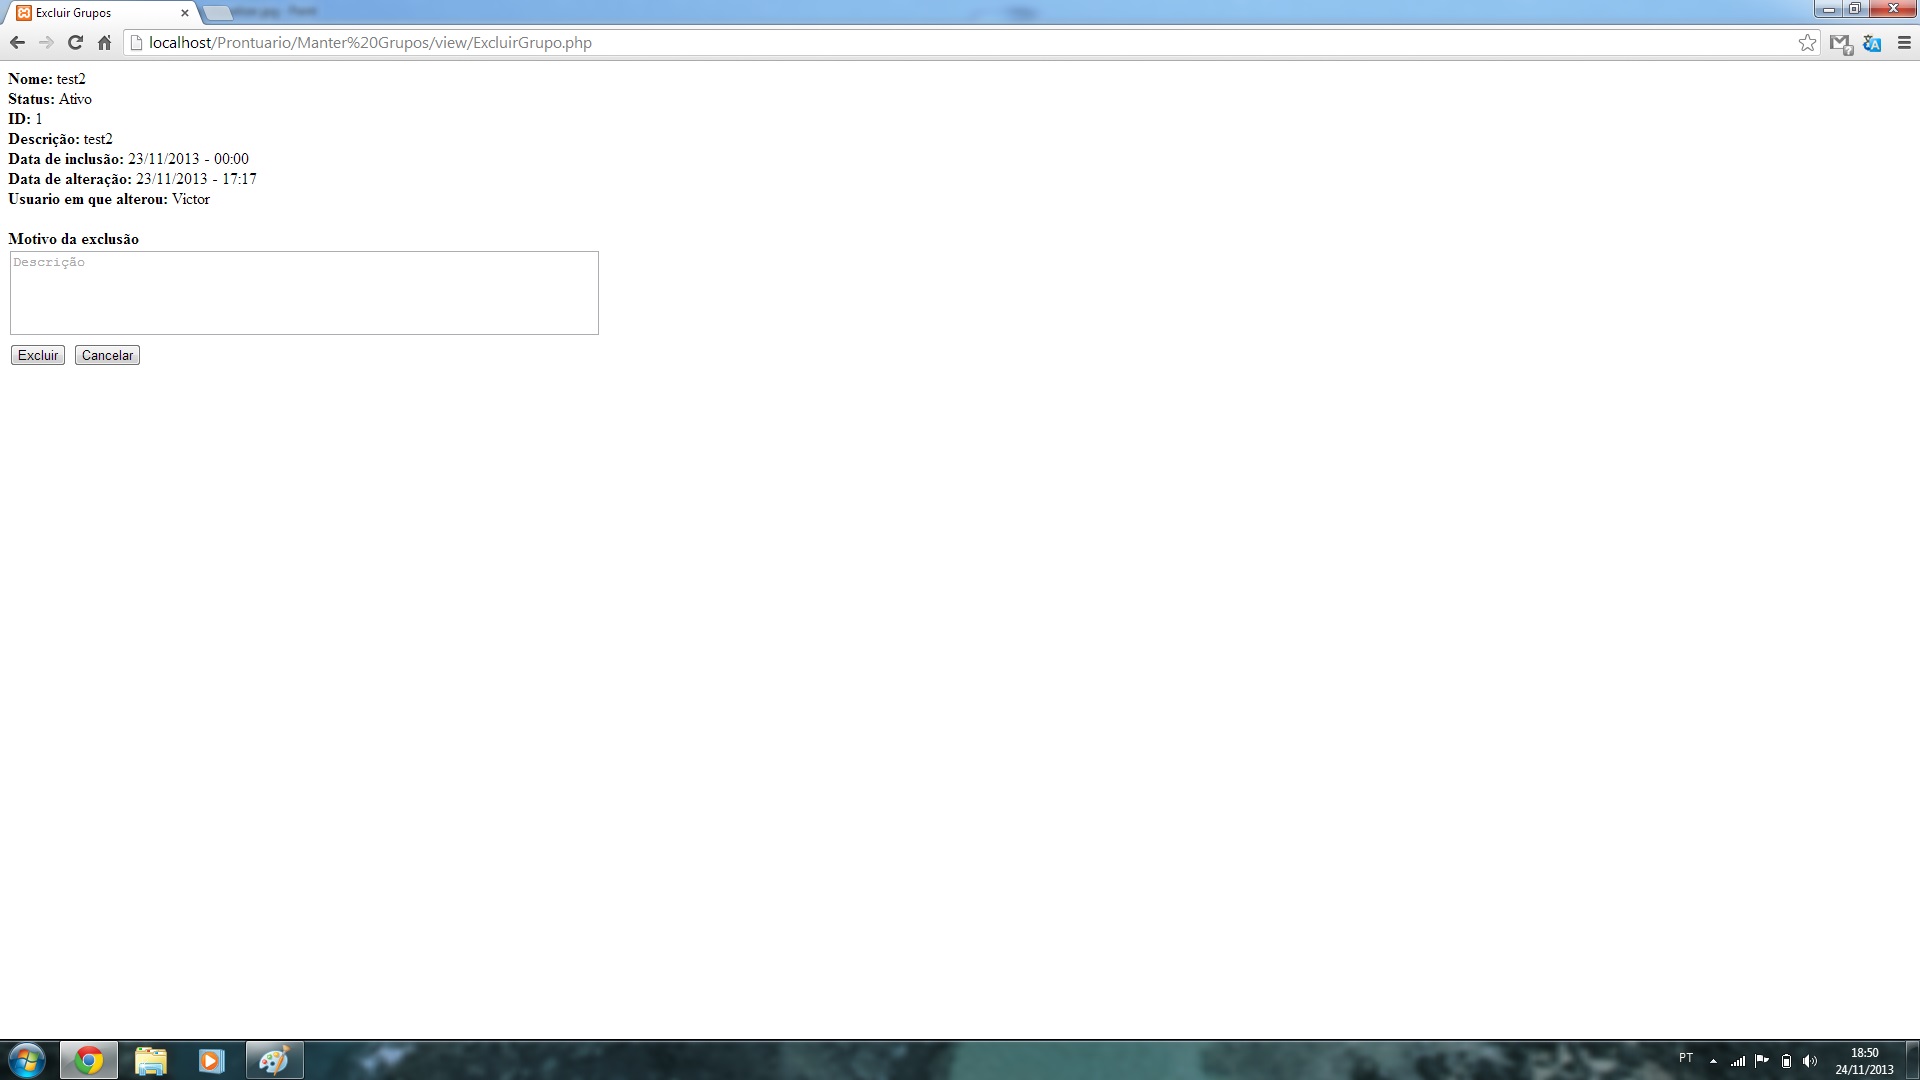 Excluir Grupos
localhost/Prontuario/Manter%20Grupos/view/ExcluirGrupo.php
Nome: test2
Status: Ativo
ID: 1
Descrição: test2
Data de inclusão: 23/11/2013 - 00:00
Data de alteração: 23/11/2013 - 17:17
Usuario em que alterou: Victor
Motivo da exclusão
Descrição
Excluir Cancelar
PT
18:50
24/11/2013